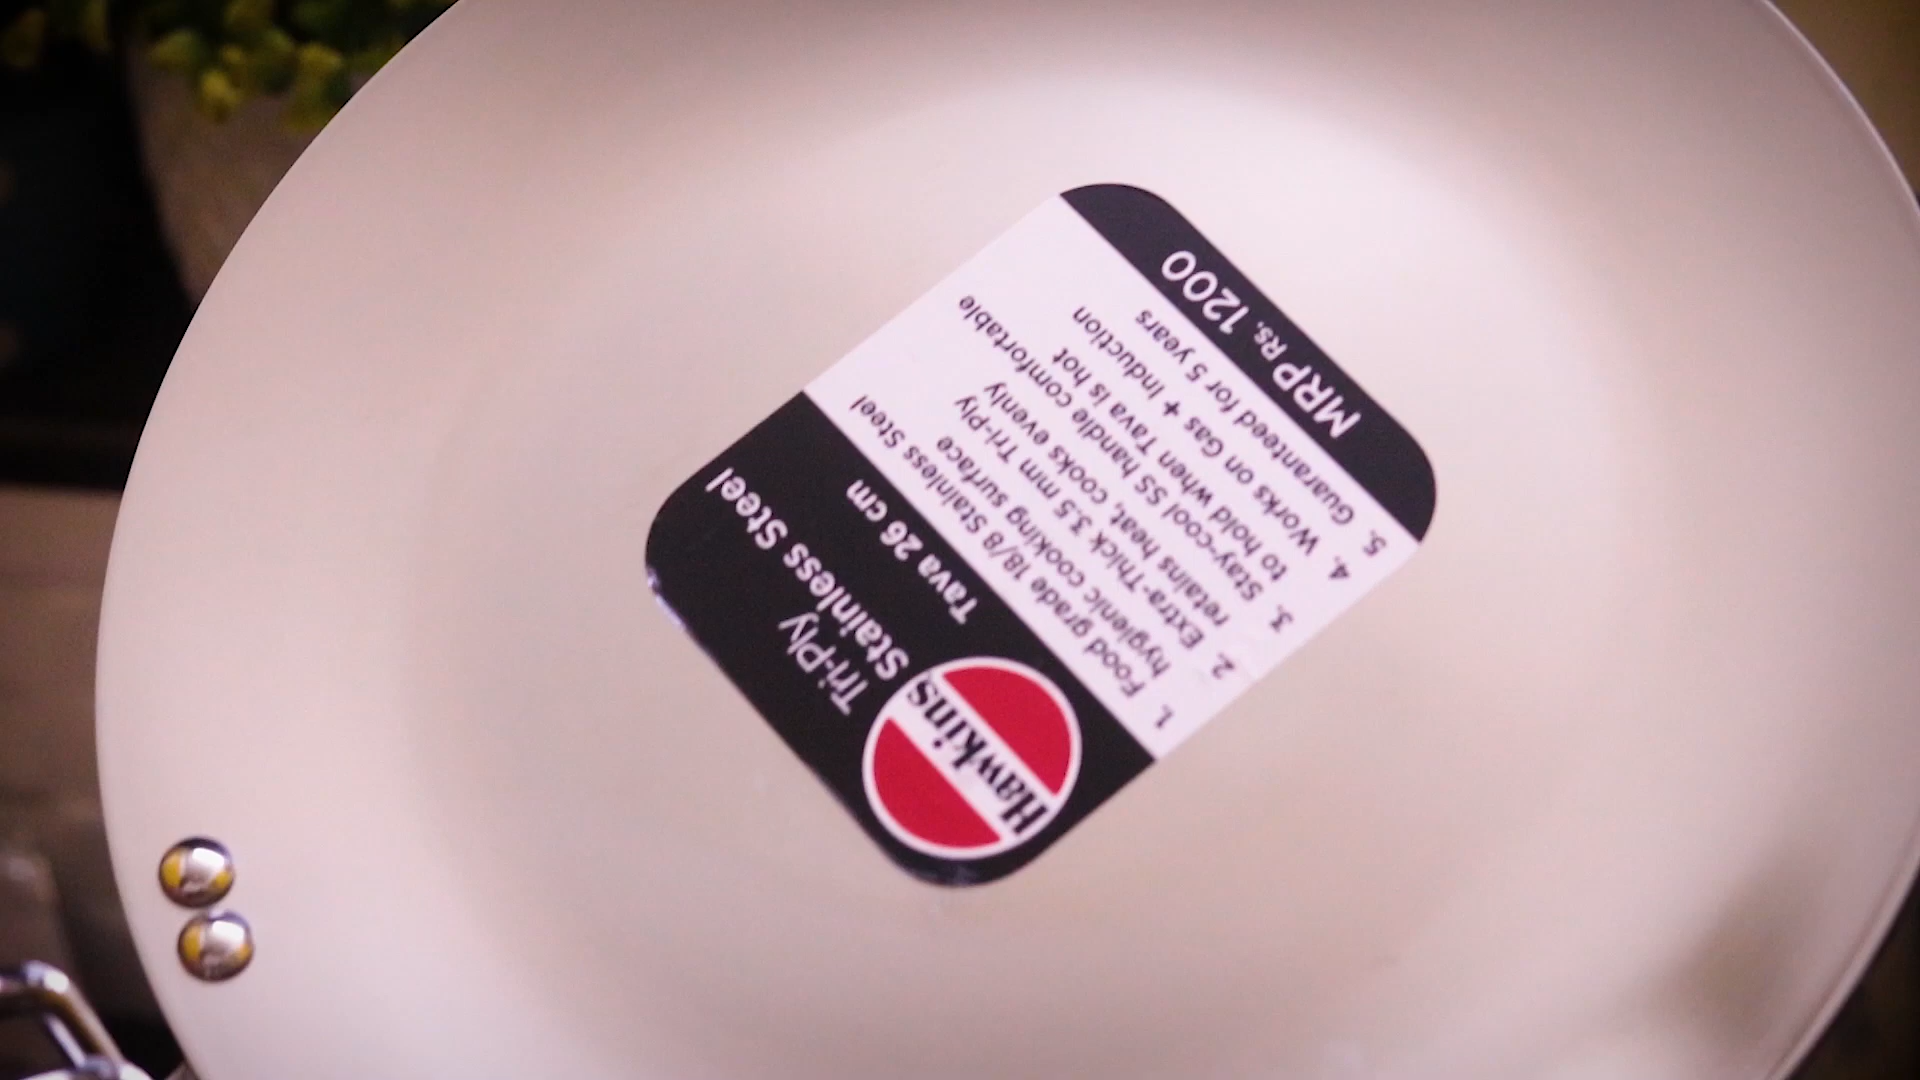 Hawkins
Tri-Ply
Stainless Steel
Tava 26 cm
1. Food grade 18/8 Stainless Steel
hygienic cooking surface
2. Extra-Thick 3.5 mm Tri-Ply
retains heat, cooks evenly
3. Stay-cool SS handle comfortable
to hold when Tava is hot
4. Works on Gas + Induction
5. Guaranteed for 5 years
MRP Rs. 1200